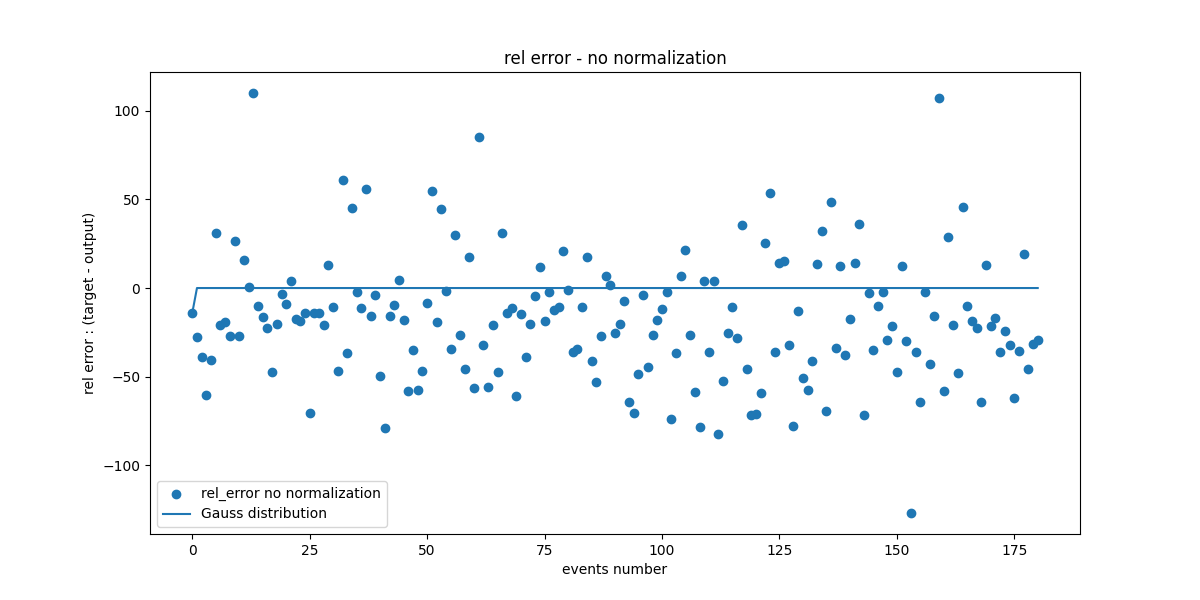 rel error - no normalization
rel error : (target - output)
100
50
0
−50
−100
rel_error no normalization
Gauss distribution
0 25 50 75 100 125 150 175
events number